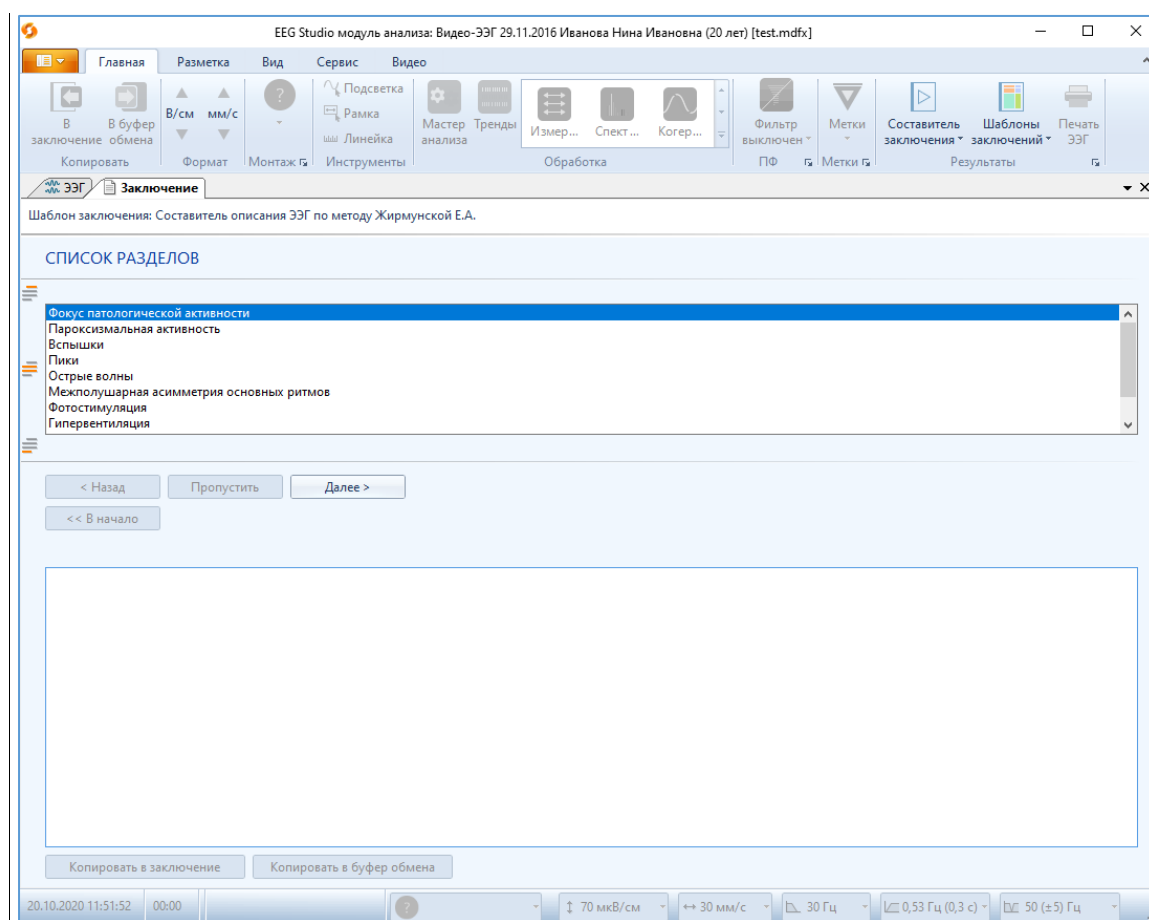 EEG Studio модуль анализа: Видео-ЭЭГ 29.11.2016 Иванова Нина Ивановна (20 лет) [test.mdfx]
Главная Разметка Вид Сервис Видео
В заключение
В буфер обмена
Копировать
В/см мм/с
Формат
?
Монтаж
Подсветка
Рамка
Линейка
Инструменты
Мастер анализа
Тренды
Измер...
Спект ...
Когер...
Обработка
Фильтр выключен
ПФ
Метки
Метки
Составитель заключения
Шаблоны заключений
Печать ЭЭГ
Результаты
ЭЭГ Заключение
Шаблон заключения: Составитель описания ЭЭГ по методу Жирмунской Е.А.
СПИСОК РАЗДЕЛОВ
Фокус патологической активности
Пароксизмальная активность
Вспышки
Пики
Острые волны
Межполушарная асимметрия основных ритмов
Фотостимуляция
Гипервентиляция
< Назад Пропустить Далее >
<< В начало
Копировать в заключение Копировать в буфер обмена
20.10.2020 11:51:52 00:00 ? 70 мкВ/см 30 мм/с 30 Гц 0,53 Гц (0,3 с) 50 (±5) Гц